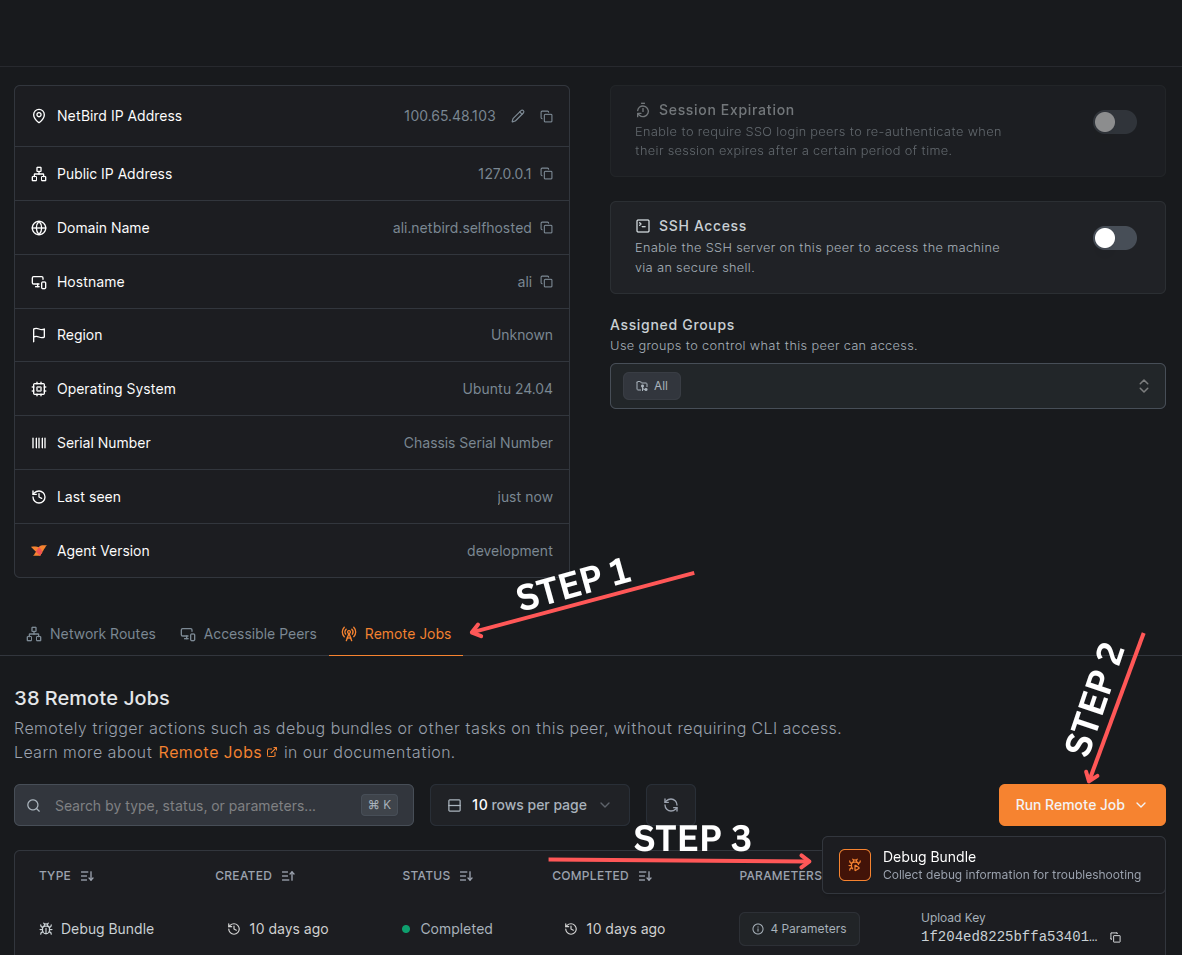 NetBird IP Address 100.65.48.103
Public IP Address 127.0.0.1
Domain Name ali.netbird.selfhosted
Hostname ali
Region Unknown
Operating System Ubuntu 24.04
Serial Number Chassis Serial Number
Last seen just now
Agent Version development
Session Expiration
Enable to require SSO login peers to re-authenticate when
their session expires after a certain period of time.
SSH Access
Enable the SSH server on this peer to access the machine
via an secure shell.
Assigned Groups
Use groups to control what this peer can access.
All
STEP 1
Network Routes Accessible Peers Remote Jobs
STEP 2
38 Remote Jobs
Remotely trigger actions such as debug bundles or other tasks on this peer, without requiring CLI access.
Learn more about Remote Jobs in our documentation.
Search by type, status, or parameters... ⌘ K 10 rows per page Run Remote Job
STEP 3
Debug Bundle
Collect debug information for troubleshooting
TYPE CREATED STATUS COMPLETED PARAMETERS
Debug Bundle 10 days ago Completed 10 days ago 4 Parameters
Upload Key
1f204ed8225bffa53401…